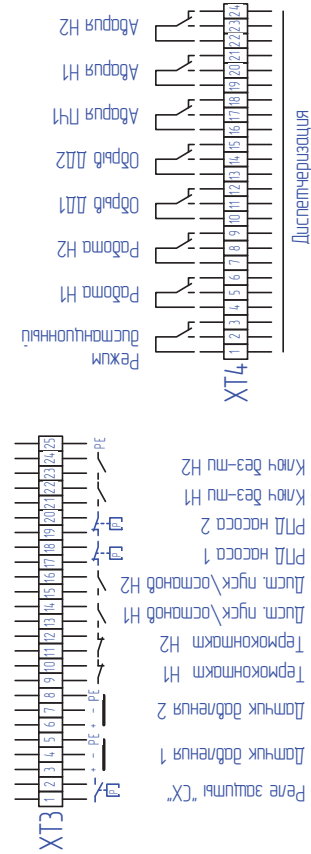 Авария Н2
Авария Н1
Авария ПЧ1
Обрыв ДД2
Обрыв ДД1
Работа Н2
Работа Н1
Режим
дистанционный
24
23
22
21
20
19
18
17
16
15
14
13
12
11
10
9
8
7
6
5
4
3
2
1
Диспетчеризация
XT4
Ключ без-ти Н2
Ключ без-ти Н1
РПД насоса 2
РПД насоса 1
Дист. пуск/останов Н2
Дист. пуск/останов Н1
Термоконтакт Н2
Термоконтакт Н1
Датчик давления 2
Датчик давления 1
Реле защиты "СХ"
PE
P
P
+ - PE
+ - PE
P
25
24
23
22
21
20
19
18
17
16
15
14
13
12
11
10
9
8
7
6
5
4
3
2
1
XT3